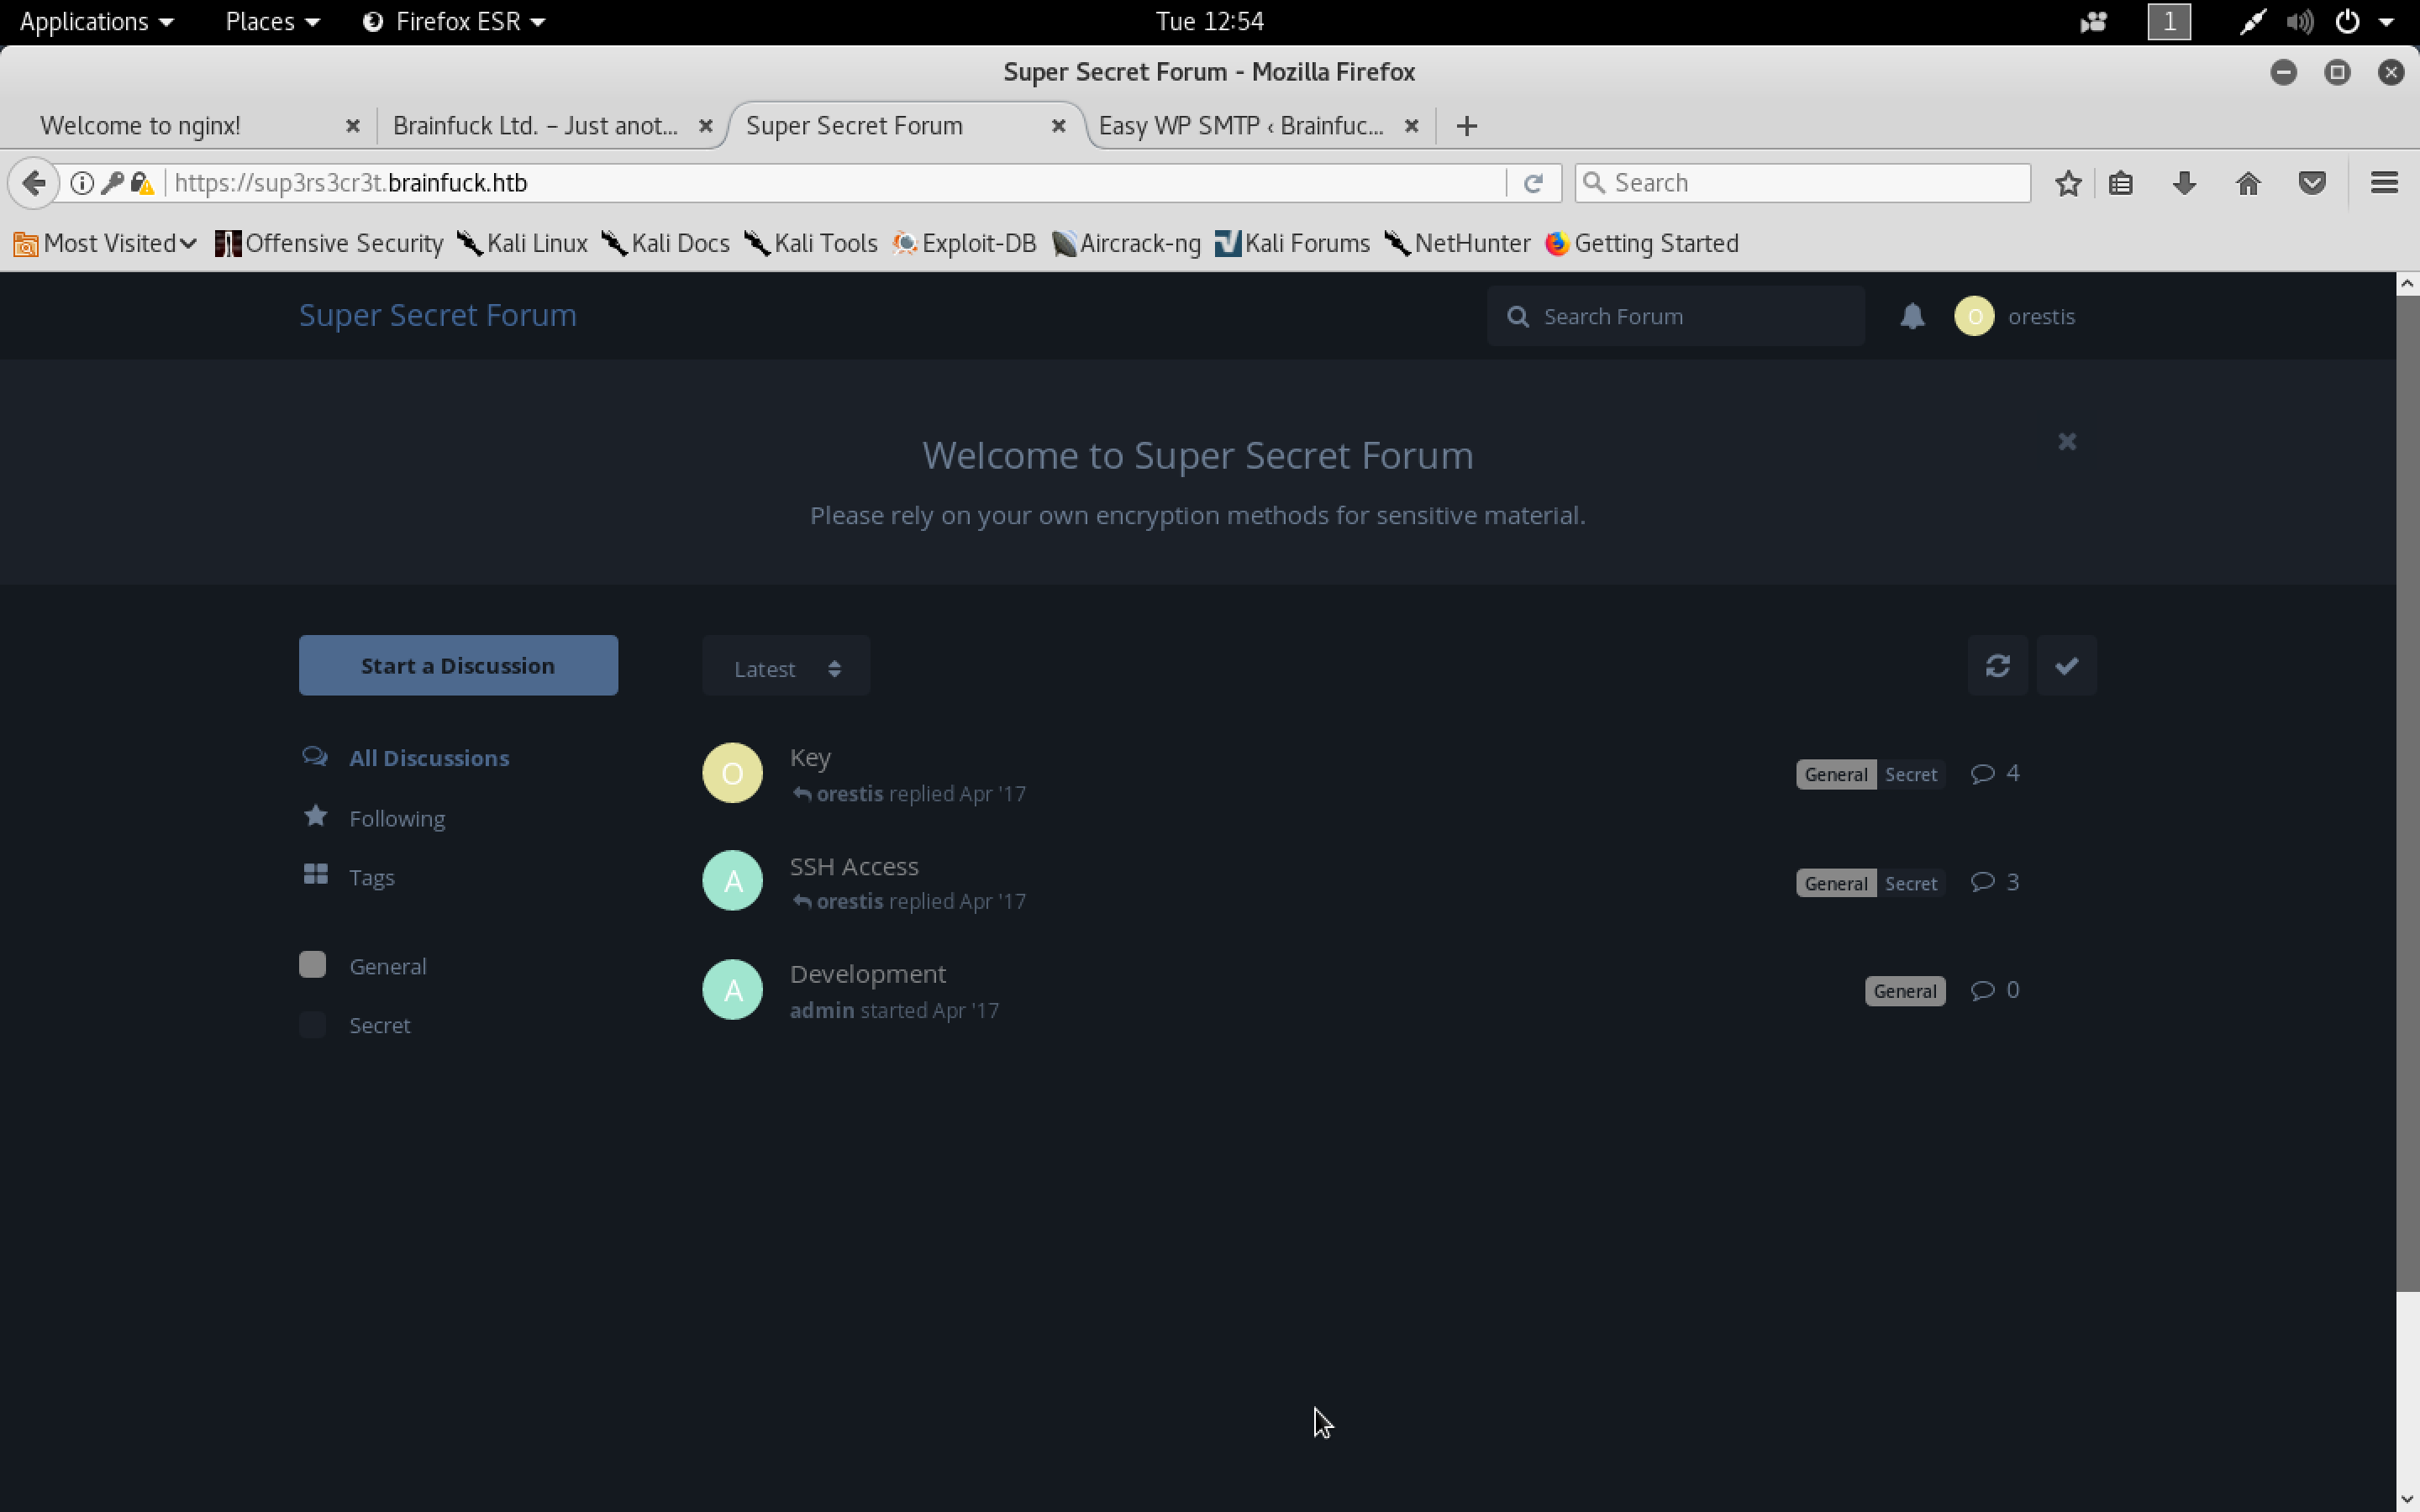 Applications Places Firefox ESR Tue 12:54 1
Super Secret Forum - Mozilla Firefox
Welcome to nginx! Brainfuck Ltd. – Just anot... Super Secret Forum Easy WP SMTP ‹ Brainfuc...
https://sup3rs3cr3t.brainfuck.htb Search
Most Visited Offensive Security Kali Linux Kali Docs Kali Tools Exploit-DB Aircrack-ng Kali Forums NetHunter Getting Started
Super Secret Forum Search Forum O orestis
Welcome to Super Secret Forum
Please rely on your own encryption methods for sensitive material.
Start a Discussion Latest
All Discussions
Following
Tags
General
Secret
O Key General Secret 4
orestis replied Apr '17
A SSH Access General Secret 3
orestis replied Apr '17
A Development General 0
admin started Apr '17